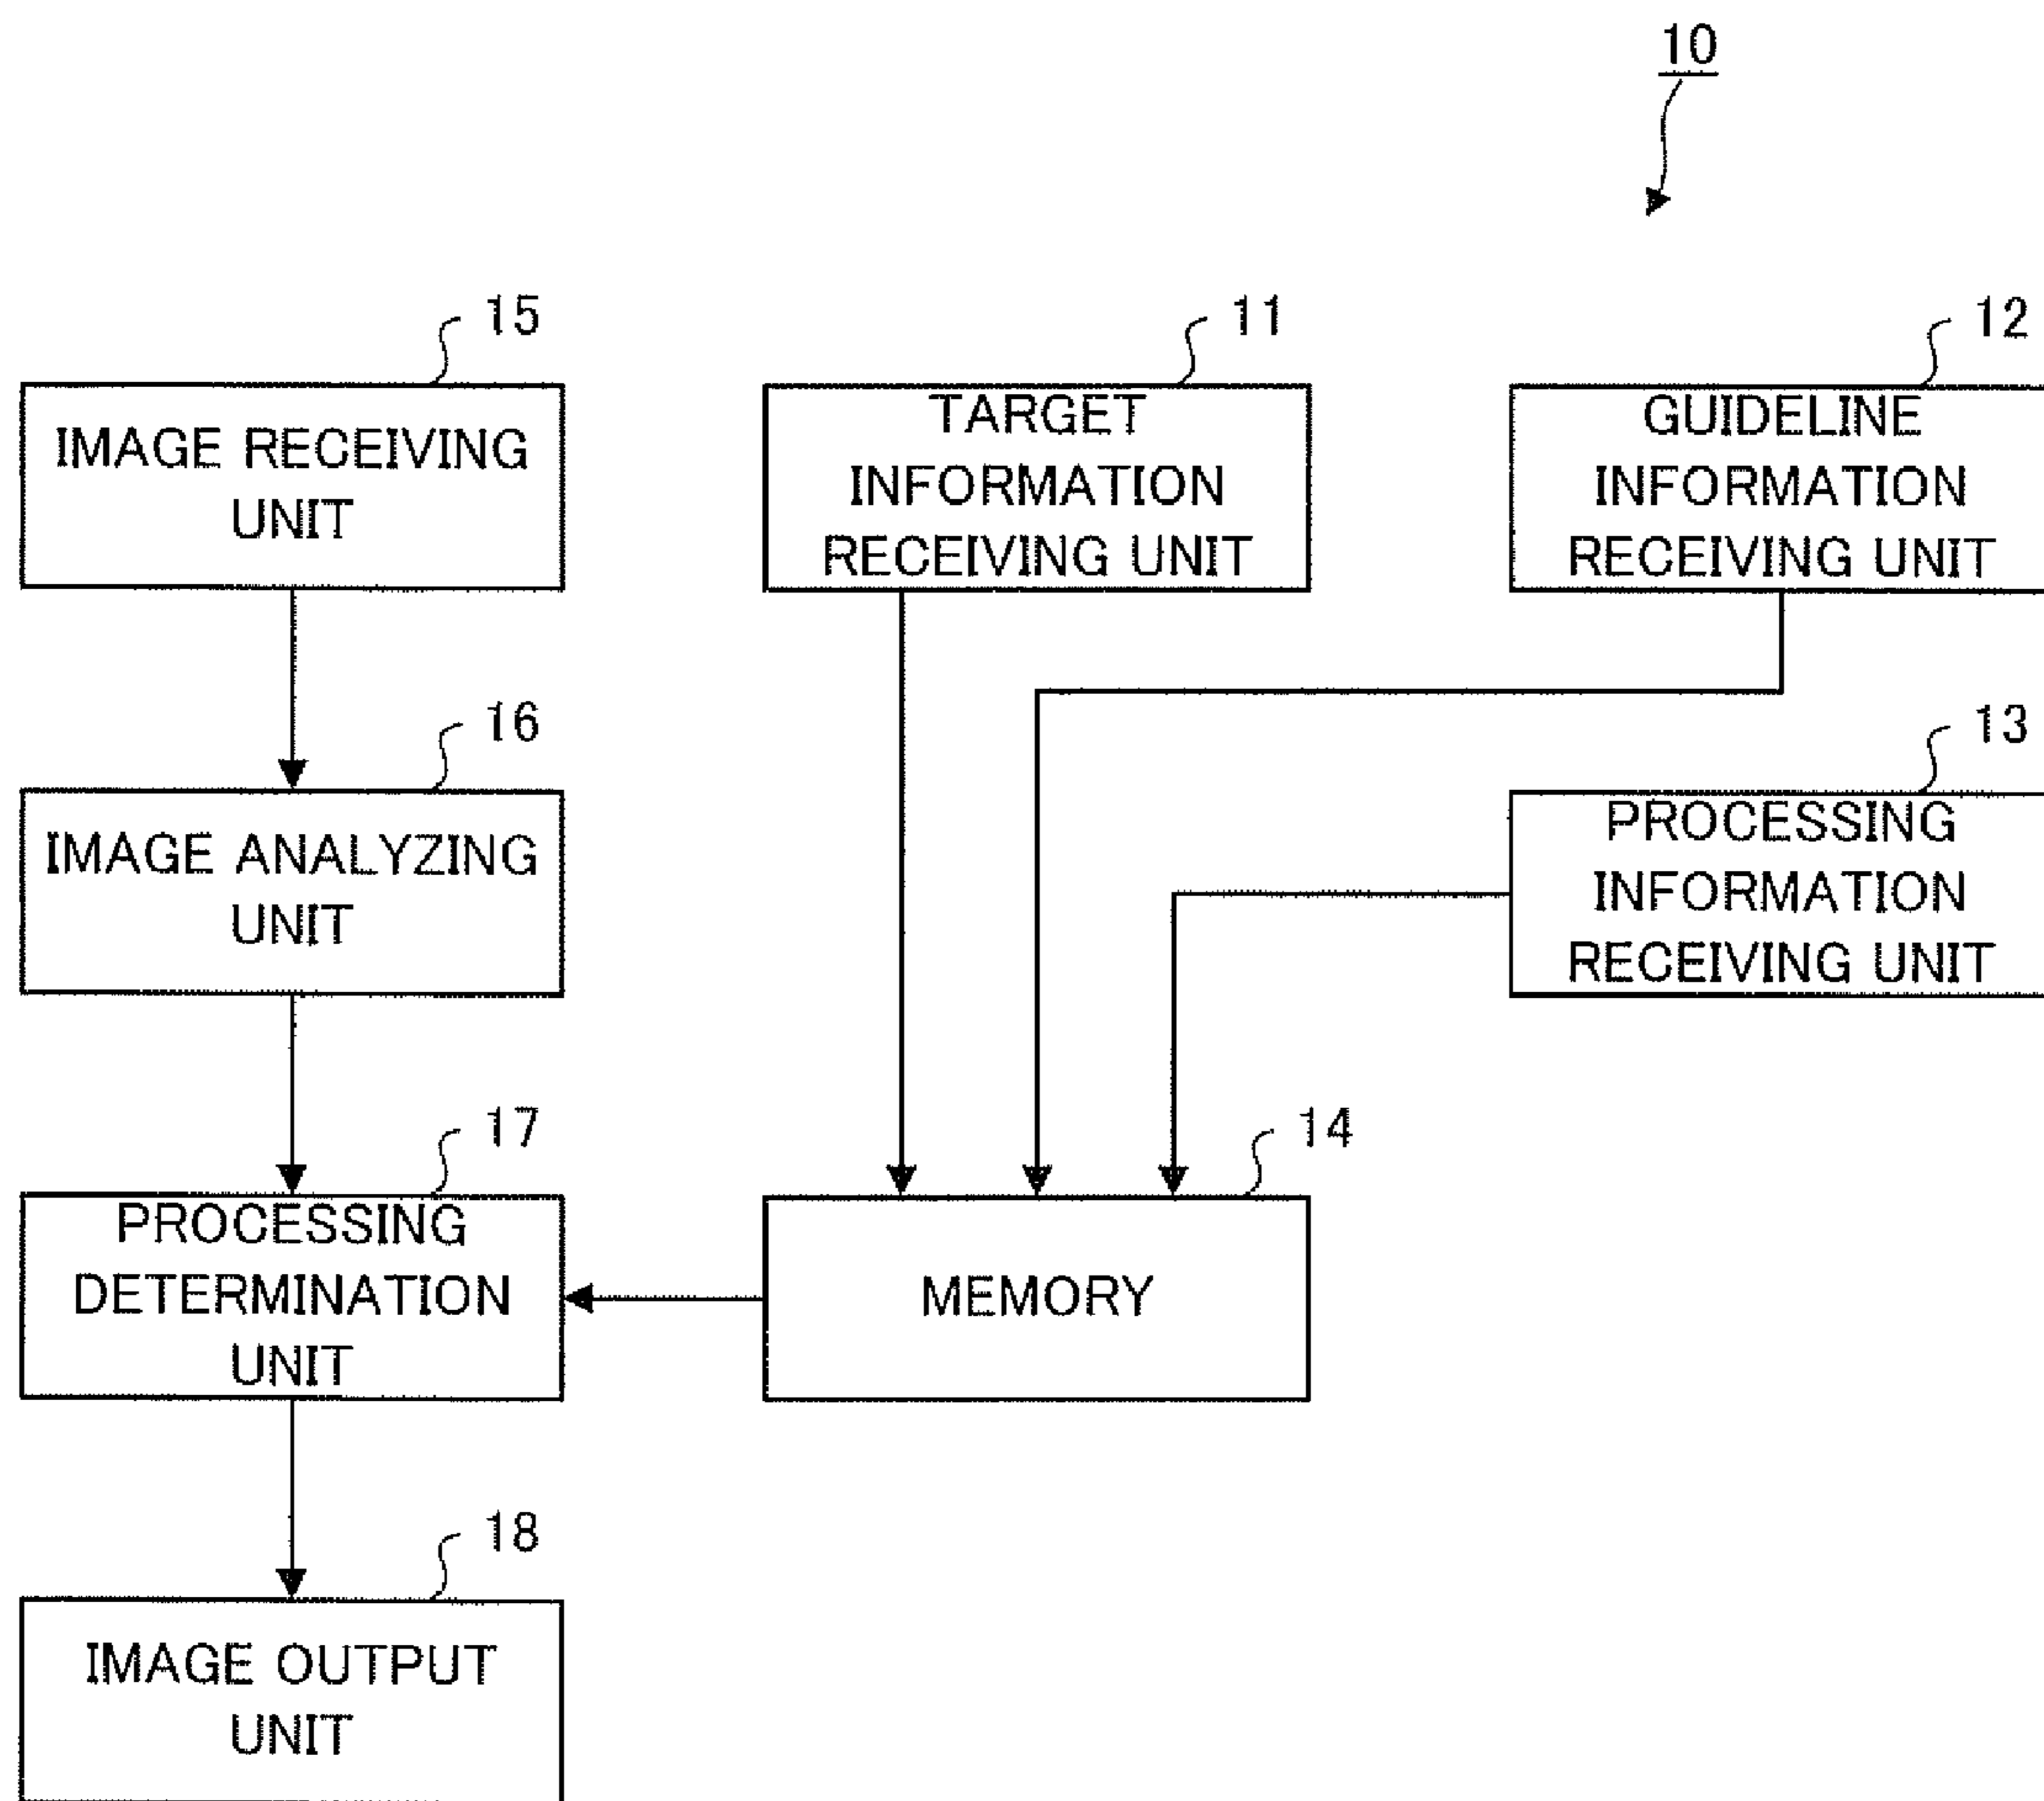 10
15
IMAGE RECEIVING
UNIT
11
TARGET
INFORMATION
RECEIVING UNIT
12
GUIDELINE
INFORMATION
RECEIVING UNIT
16
IMAGE ANALYZING
UNIT
13
PROCESSING
INFORMATION
RECEIVING UNIT
17
PROCESSING
DETERMINATION
UNIT
14
MEMORY
18
IMAGE OUTPUT
UNIT